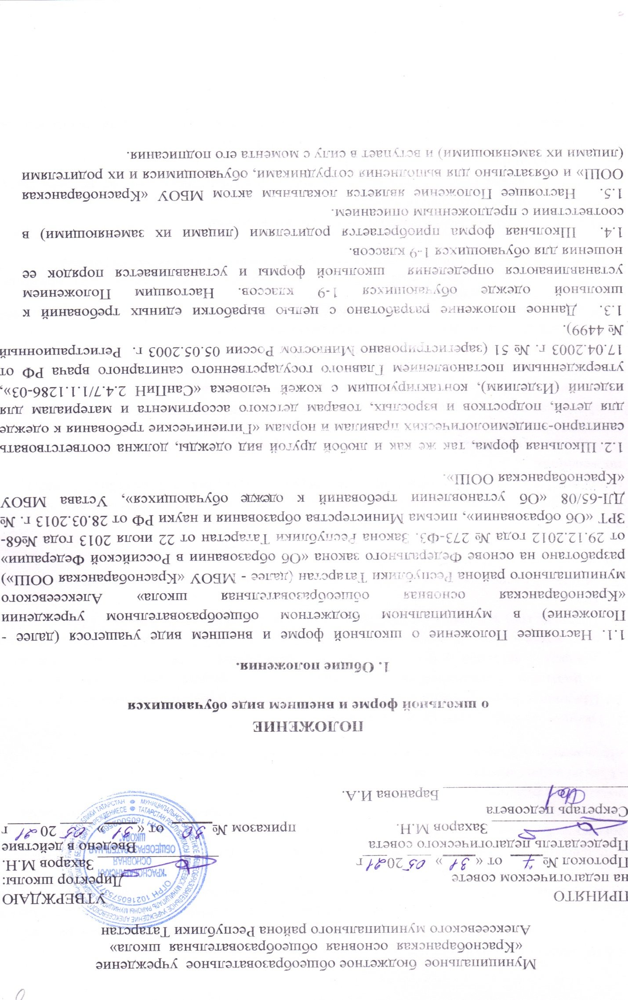 Муниципальное бюджетное общеобразовательное учреждение
«Краснобаранская основная общеобразовательная школа»
Алексеевского муниципального района Республики Татарстан
ПРИНЯТО
на педагогическом совете
Протокол № 7 от « 31 » 05 2021 г
Председатель педагогического совета
Захаров М.Н.
Секретарь педсовета
Баранова И.А.
УТВЕРЖДАЮ
Директор школы:
Захаров М.Н.
Введено в действие
приказом № 36 от « 31 » 05 20 21 г
ОГРН 1021605753772
"КРАСНОБАРАНСКАЯ
ОСНОВНАЯ
ОБЩЕОБРАЗОВАТЕЛЬНАЯ
ШКОЛА"
ПОЛОЖЕНИЕ
о школьной форме и внешнем виде обучающихся
1. Общие положения.
1.1. Настоящее Положение о школьной форме и внешнем виде учащегося (далее -
Положение) в муниципальном бюджетном общеобразовательном учреждении
«Краснобаранская основная общеобразовательная школа» Алексеевского
муниципального района Республики Татарстан (далее - МБОУ «Краснобаранская ООШ»)
разработано на основе Федерального закона «Об образовании в Российской Федерации»
от 29.12.2012 года № 273-ФЗ. Закона Республики Татарстан от 22 июля 2013 года №68-
ЗРТ «Об образовании», письма Министерства образования и науки РФ от 28.03.2013 г. №
ДЛ-65/08 «Об установлении требований к одежде обучающихся», Устава МБОУ
«Краснобаранская ООШ».
1.2. Школьная форма, так же как и любой другой вид одежды, должна соответствовать
санитарно-эпидемиологических правилам и нормам «Гигиенические требования к одежде
для детей, подростков и взрослых, товарам детского ассортимента и материалам для
изделий (Изделиям), контактирующим с кожей человека «СанПиН 2.4.7/1.1.1286-03»,
утвержденными постановлением Главного государственного санитарного врача РФ от
17.04.2003 г. № 51 (зарегистрировано Минюстом России 05.05.2003 г. Регистрационный
№ 4499).
1.3. Данное положение разработано с целью выработки единых требований к
школьной одежде обучающихся 1-9 классов. Настоящим Положением
устанавливаются определения школьной формы и устанавливается порядок ее
ношения для обучающихся 1-9 классов.
1.4. Школьная форма приобретается родителями (лицами их заменяющими) в
соответствии с предложенным описанием.
1.5. Настоящее Положение является локальным актом МБОУ «Краснобаранская
ООШ» и обязательно для выполнения сотрудниками, обучающимися и их родителями
(лицами их заменяющими) и вступает в силу с момента его подписания.